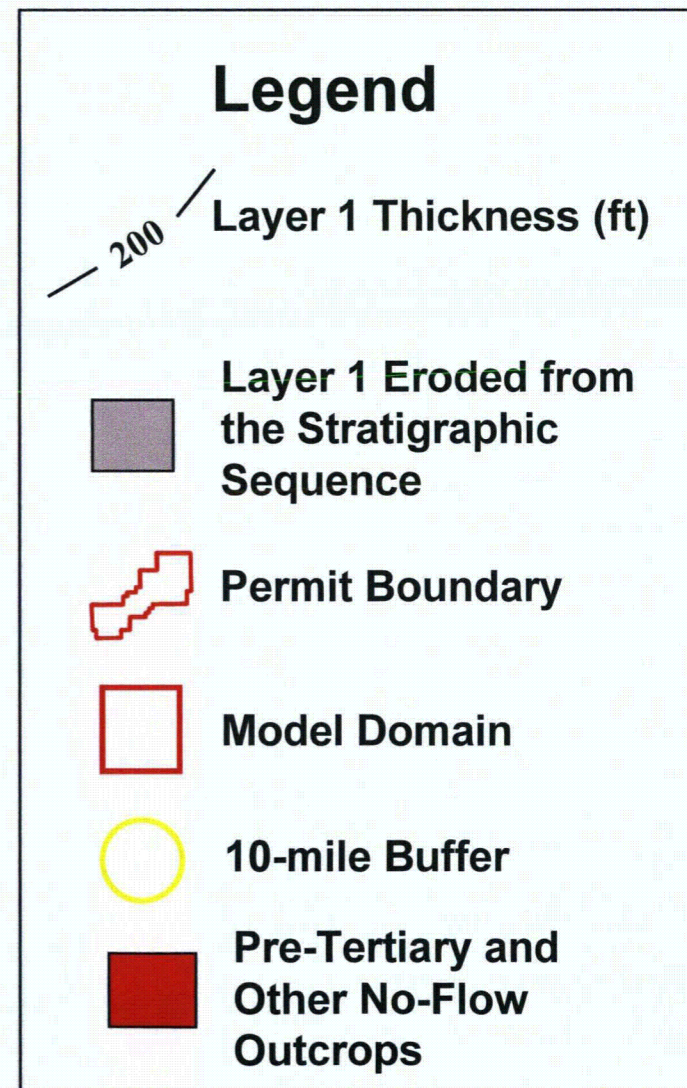 Legend
200
Layer 1 Thickness (ft)
Layer 1 Eroded from
the Stratigraphic
Sequence
Permit Boundary
Model Domain
10-mile Buffer
Pre-Tertiary and
Other No-Flow
Outcrops